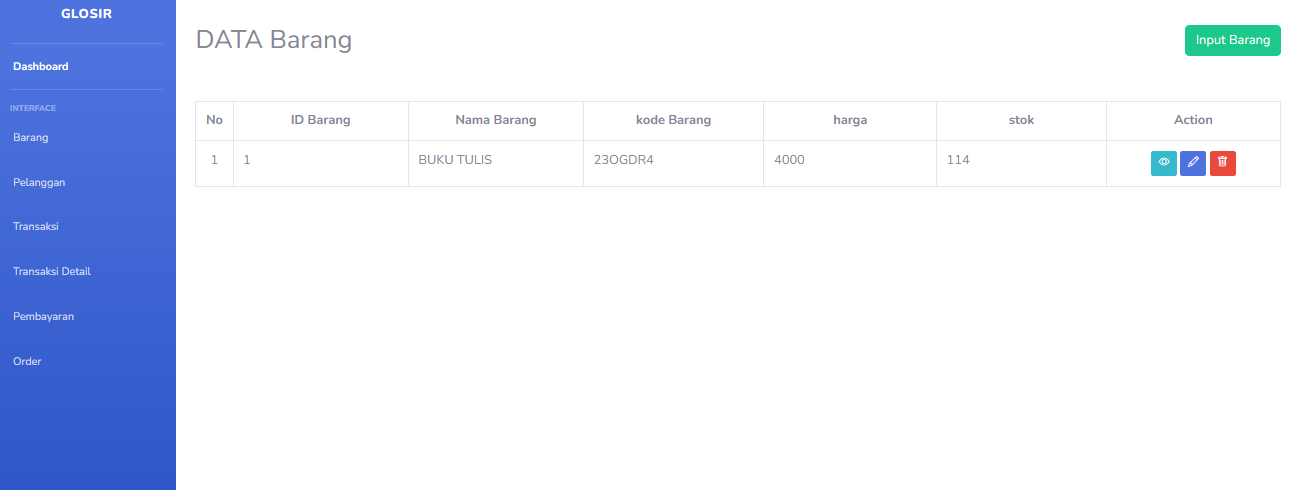 GLOSIR
Dashboard
INTERFACE
Barang
Pelanggan
Transaksi
Transaksi Detail
Pembayaran
Order
DATA Barang
Input Barang
No ID Barang Nama Barang kode Barang harga stok Action
1 1 BUKU TULIS 23OGDR4 4000 114